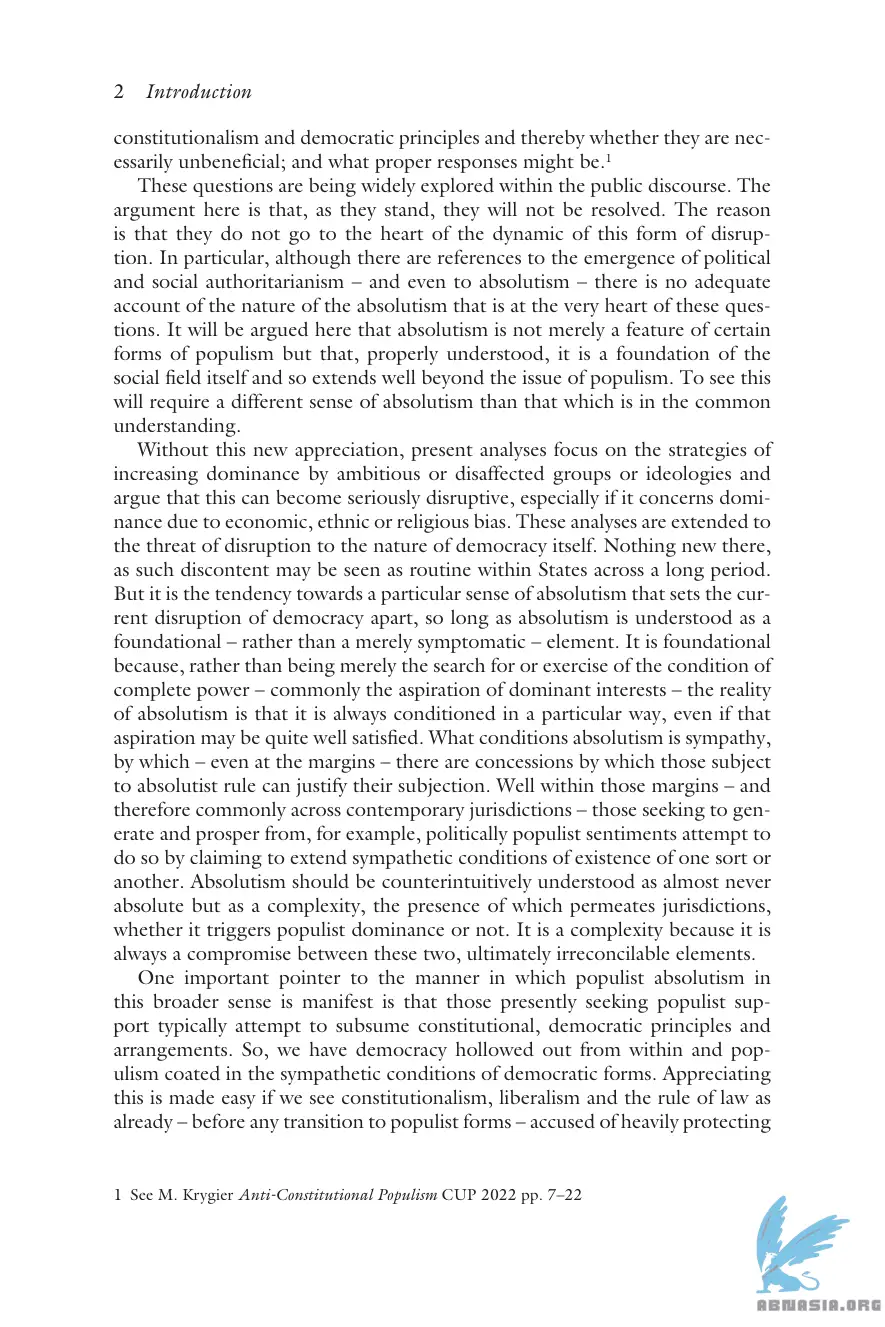 2 Introduction
constitutionalism and democratic principles and thereby whether they are nec-
essarily unbeneficial; and what proper responses might be.¹
These questions are being widely explored within the public discourse. The
argument here is that, as they stand, they will not be resolved. The reason
is that they do not go to the heart of the dynamic of this form of disrup-
tion. In particular, although there are references to the emergence of political
and social authoritarianism – and even to absolutism – there is no adequate
account of the nature of the absolutism that is at the very heart of these ques-
tions. It will be argued here that absolutism is not merely a feature of certain
forms of populism but that, properly understood, it is a foundation of the
social field itself and so extends well beyond the issue of populism. To see this
will require a different sense of absolutism than that which is in the common
understanding.
Without this new appreciation, present analyses focus on the strategies of
increasing dominance by ambitious or disaffected groups or ideologies and
argue that this can become seriously disruptive, especially if it concerns domi-
nance due to economic, ethnic or religious bias. These analyses are extended to
the threat of disruption to the nature of democracy itself. Nothing new there,
as such discontent may be seen as routine within States across a long period.
But it is the tendency towards a particular sense of absolutism that sets the cur-
rent disruption of democracy apart, so long as absolutism is understood as a
foundational – rather than a merely symptomatic – element. It is foundational
because, rather than being merely the search for or exercise of the condition of
complete power – commonly the aspiration of dominant interests – the reality
of absolutism is that it is always conditioned in a particular way, even if that
aspiration may be quite well satisfied. What conditions absolutism is sympathy,
by which – even at the margins – there are concessions by which those subject
to absolutist rule can justify their subjection. Well within those margins – and
therefore commonly across contemporary jurisdictions – those seeking to gen-
erate and prosper from, for example, politically populist sentiments attempt to
do so by claiming to extend sympathetic conditions of existence of one sort or
another. Absolutism should be counterintuitively understood as almost never
absolute but as a complexity, the presence of which permeates jurisdictions,
whether it triggers populist dominance or not. It is a complexity because it is
always a compromise between these two, ultimately irreconcilable elements.
One important pointer to the manner in which populist absolutism in
this broader sense is manifest is that those presently seeking populist sup-
port typically attempt to subsume constitutional, democratic principles and
arrangements. So, we have democracy hollowed out from within and pop-
ulism coated in the sympathetic conditions of democratic forms. Appreciating
this is made easy if we see constitutionalism, liberalism and the rule of law as
already – before any transition to populist forms – accused of heavily protecting
1 See M. Krygier Anti-Constitutional Populism CUP 2022 pp. 7–22
ABNASIA.ORG